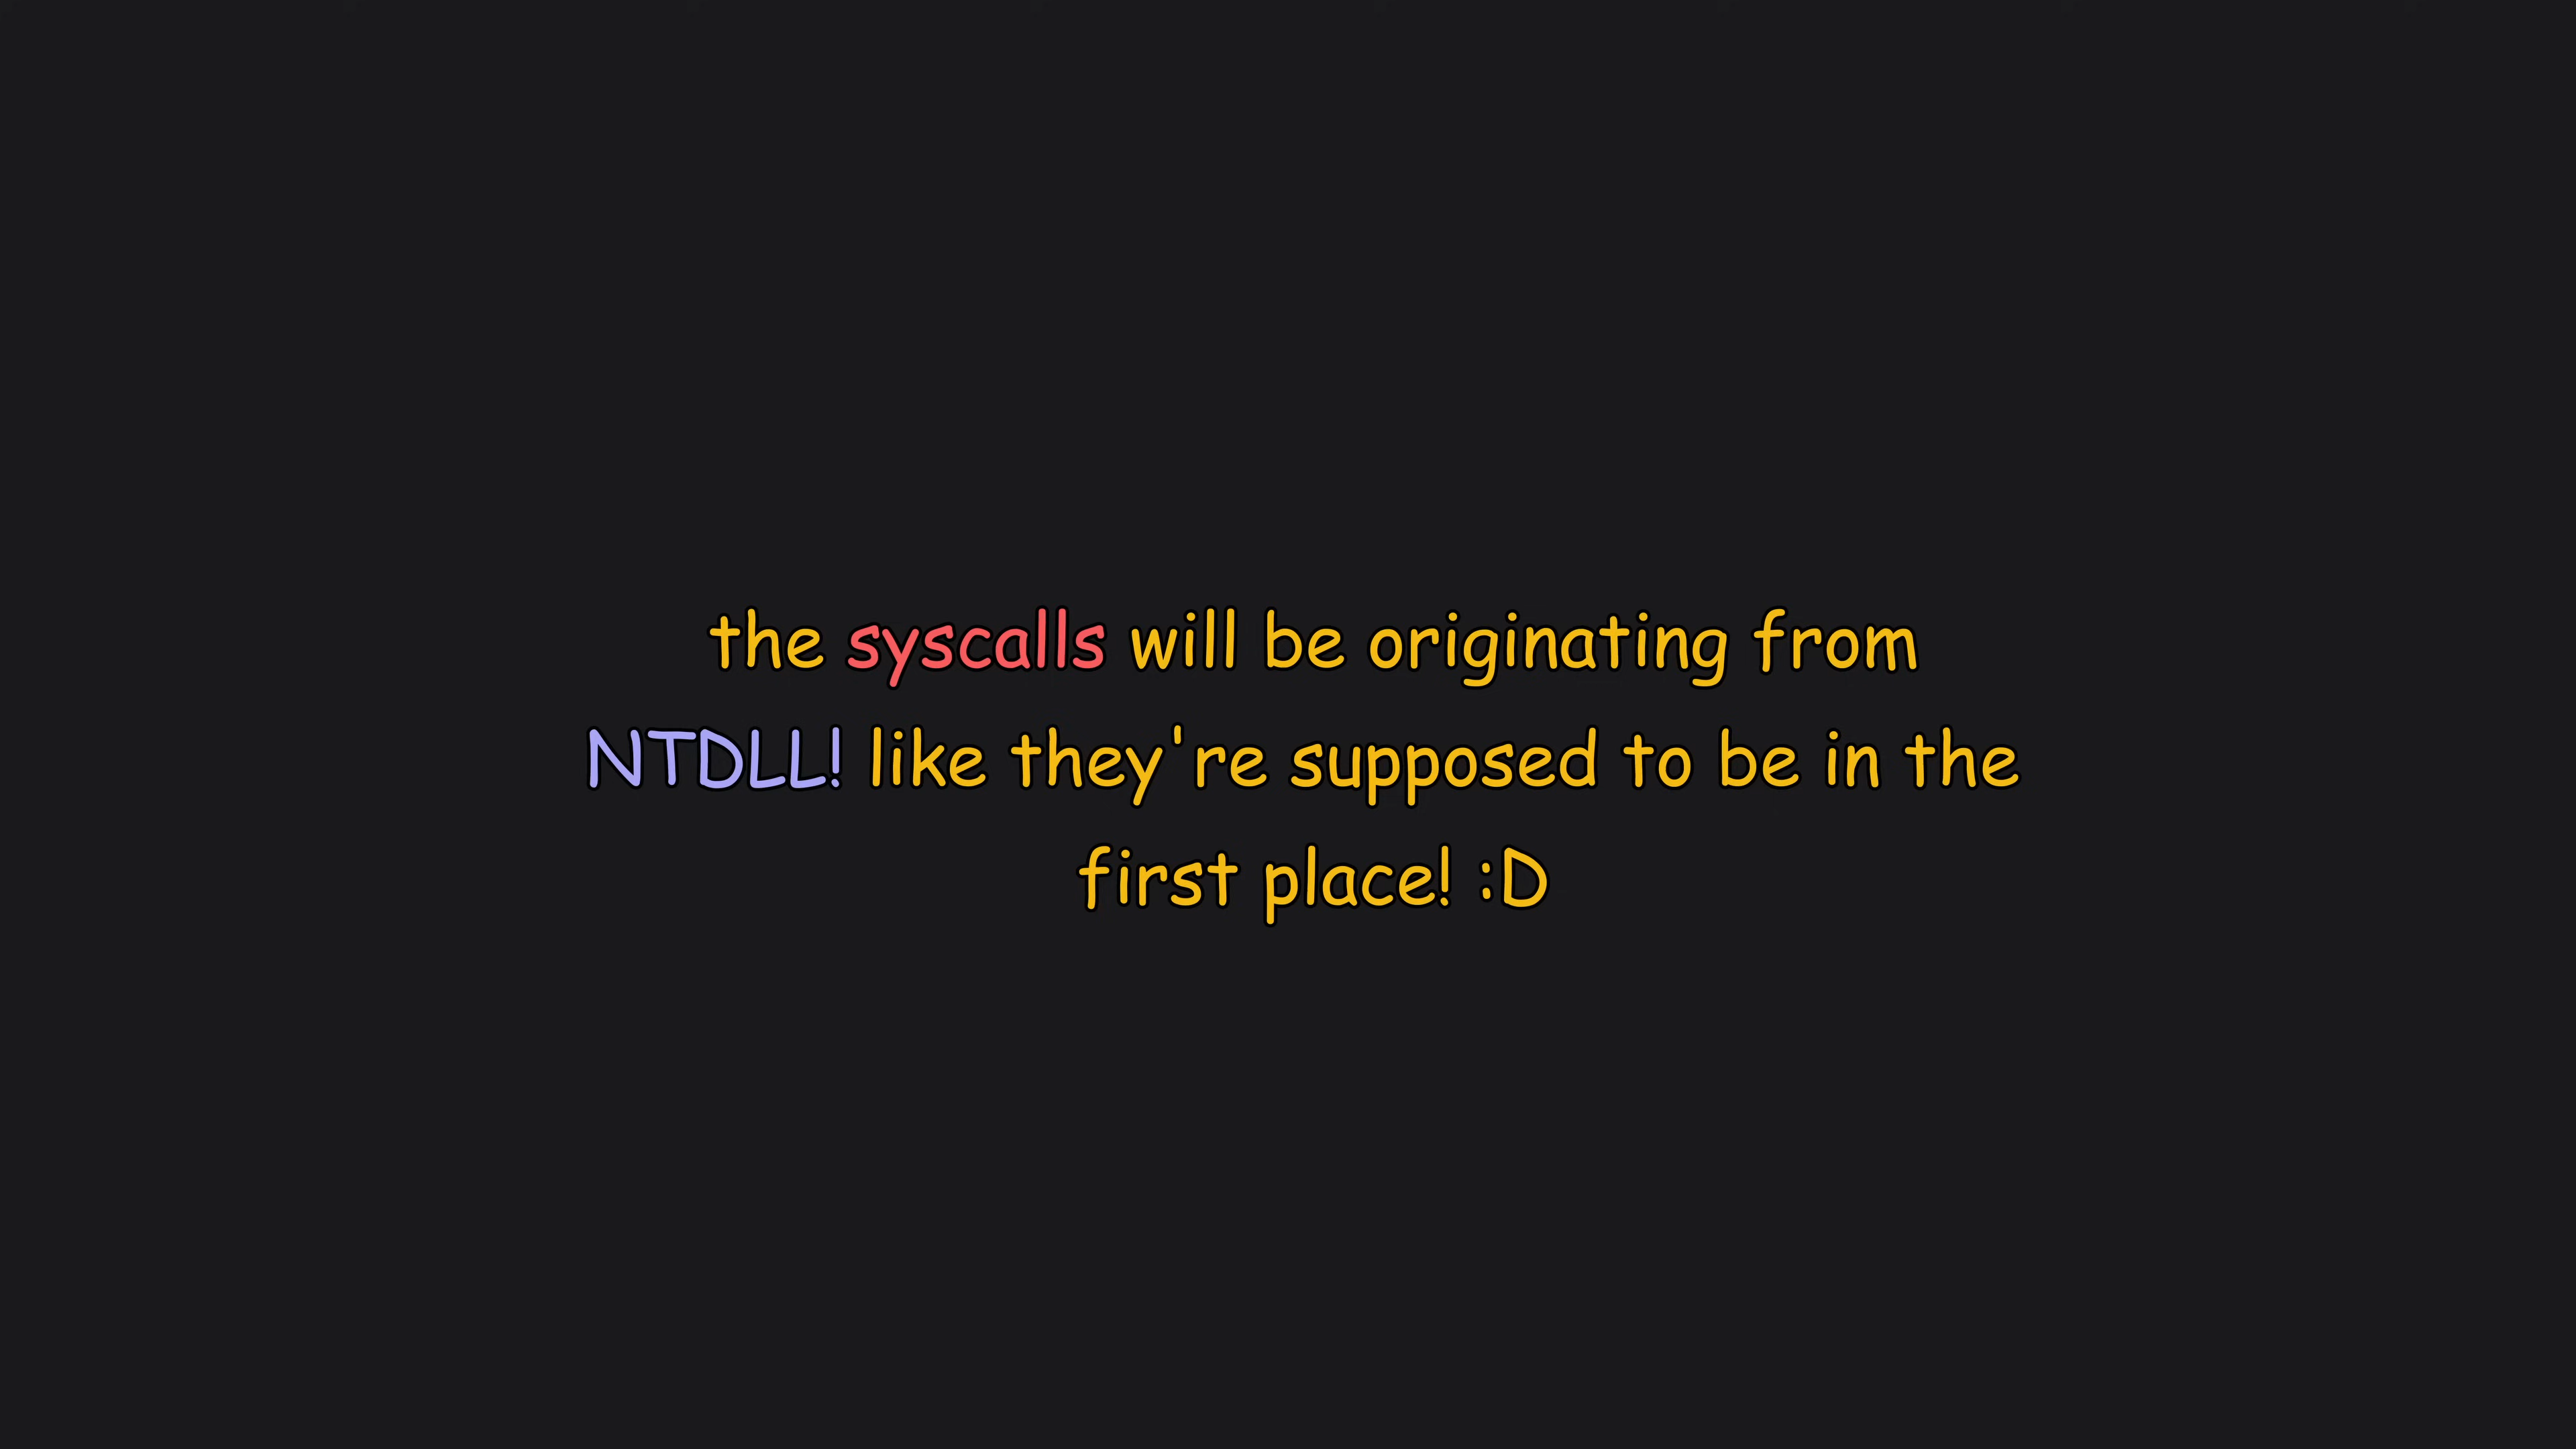 the syscalls will be originating from
NTDLL! like they're supposed to be in the
first place! :D